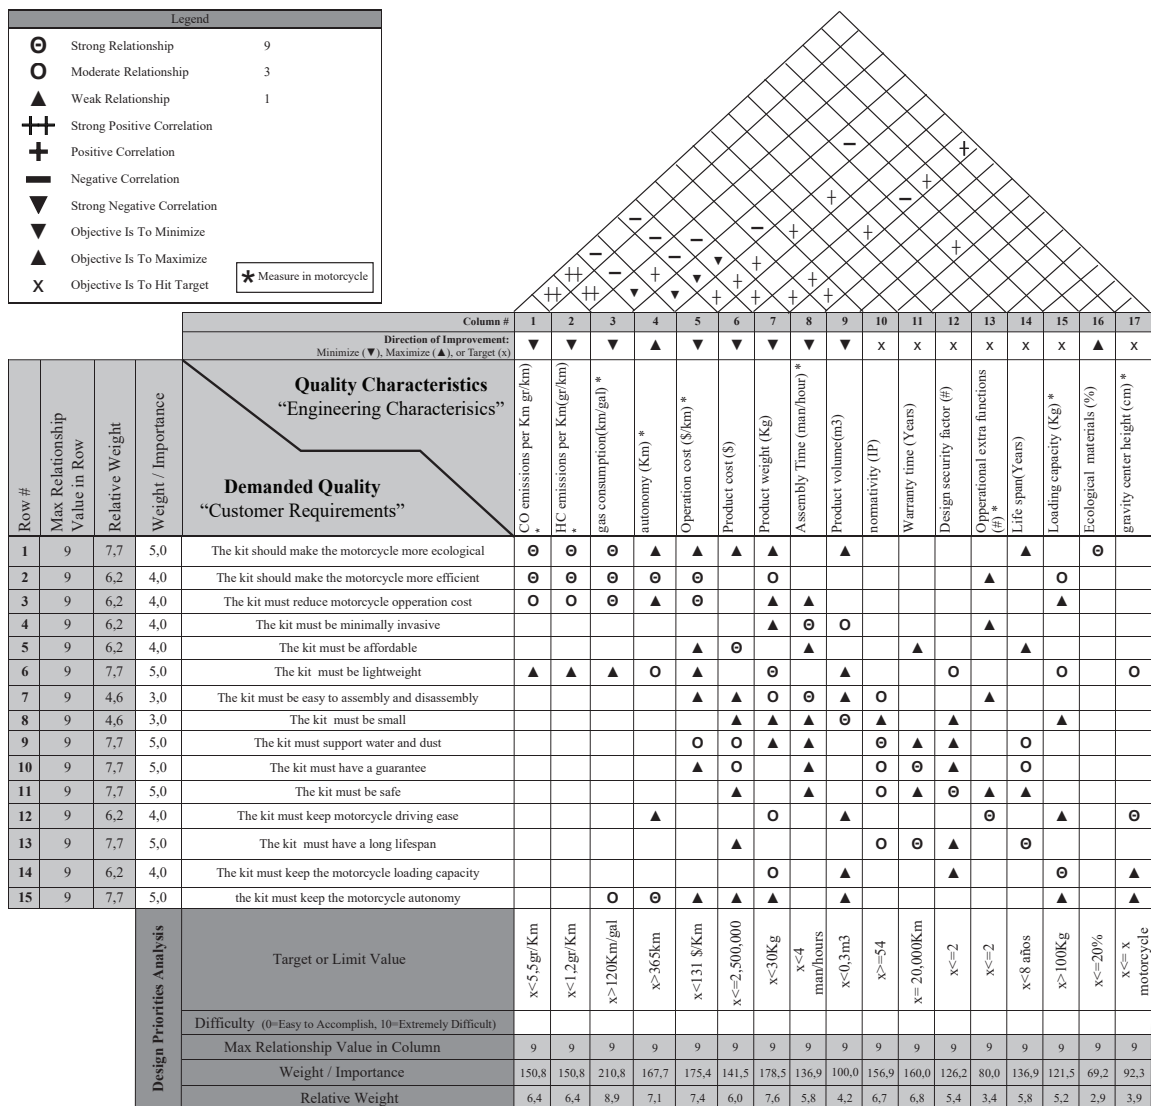 Legend
Strong Relationship 9
Moderate Relationship 3
Weak Relationship 1
Strong Positive Correlation
Positive Correlation
Negative Correlation
Strong Negative Correlation
Objective Is To Minimize
Objective Is To Maximize
X Objective Is To Hit Target
* Measure in motorcycle
Column # 1 2 3 4 5 6 7 8 9 10 11 12 13 14 15 16 17
Direction of Improvement:
Minimize (▼), Maximize (▲), or Target (x) ▼ ▼ ▼ ▲ ▼ ▼ ▼ ▼ ▼ x x x x x x ▲ x
Row #
Max Relationship
Value in Row
Relative Weight
Weight / Importance
Quality Characteristics
“Engineering Characterisics”
Demanded Quality
“Customer Requirements”
CO emissions per Km gr/km)
*
HC emissions per Km(gr/km)
*
gas consumption(km/gal) *
autonomy (Km) *
Operation cost ($/km) *
Product cost ($)
Product weight (Kg)
Assembly Time (man/hour) *
Product volume(m3)
normativity (IP)
Warranty time (Years)
Design security factor (#)
Opperational extra functions
(#) *
Life span(Years)
Loading capacity (Kg) *
Ecological materials (%)
gravity center height (cm) *
1 9 7,7 5,0 The kit should make the motorcycle more ecological
2 9 6,2 4,0 The kit should make the motorcycle more efficient
3 9 6,2 4,0 The kit must reduce motorcycle opperation cost
4 9 6,2 4,0 The kit must be minimally invasive
5 9 6,2 4,0 The kit must be affordable
6 9 7,7 5,0 The kit must be lightweight
7 9 4,6 3,0 The kit must be easy to assembly and disassembly
8 9 4,6 3,0 The kit must be small
9 9 7,7 5,0 The kit must support water and dust
10 9 7,7 5,0 The kit must have a guarantee
11 9 7,7 5,0 The kit must be safe
12 9 6,2 4,0 The kit must keep motorcycle driving ease
13 9 7,7 5,0 The kit must have a long lifespan
14 9 6,2 4,0 The kit must keep the motorcycle loading capacity
15 9 7,7 5,0 the kit must keep the motorcycle autonomy
Design Priorities Analysis
Target or Limit Value
x<5,5gr/Km
x<1,2gr/Km
x>120Km/gal
x>365km
x<131 $/Km
x<=2,500,000
x<30Kg
x<4
man/hours
x<0,3m3
x>=54
x= 20,000Km
x<=2
x<=2
x<8 años
x>100Kg
x<=20%
x<= x
motorcycle
Difficulty (0=Easy to Accomplish, 10=Extremely Difficult)
Max Relationship Value in Column 9 9 9 9 9 9 9 9 9 9 9 9 9 9 9 9 9
Weight / Importance 150,8 150,8 210,8 167,7 175,4 141,5 178,5 136,9 100,0 156,9 160,0 126,2 80,0 136,9 121,5 69,2 92,3
Relative Weight 6,4 6,4 8,9 7,1 7,4 6,0 7,6 5,8 4,2 6,7 6,8 5,4 3,4 5,8 5,2 2,9 3,9